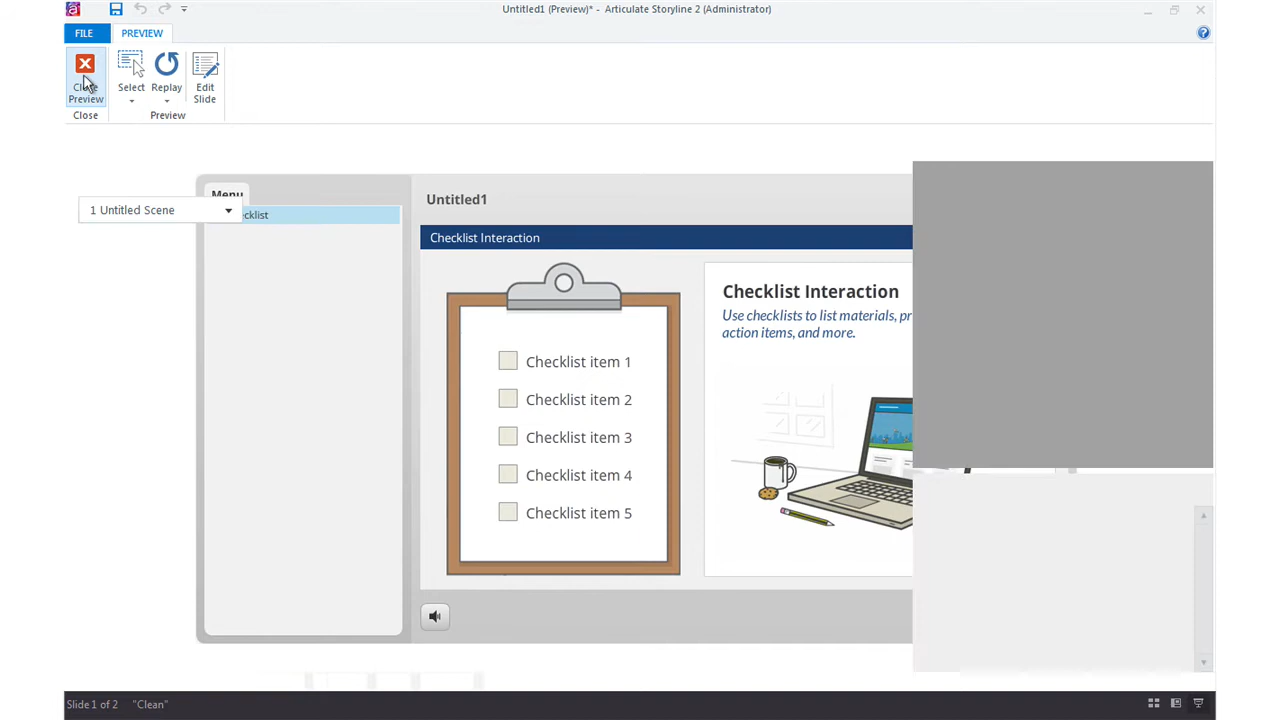 Untitled1 (Preview)* - Articulate Storyline 2 (Administrator)
FILE
PREVIEW
Close
Preview
Select
Replay
Edit
Slide
Close
Preview
Menu
1 Untitled Scene
Untitled1
Checklist Interaction
Checklist item 1
Checklist item 2
Checklist item 3
Checklist item 4
Checklist item 5
Checklist Interaction
Use checklists to list materials,
action items, and more.
Slide 1 of 2
"Clean"